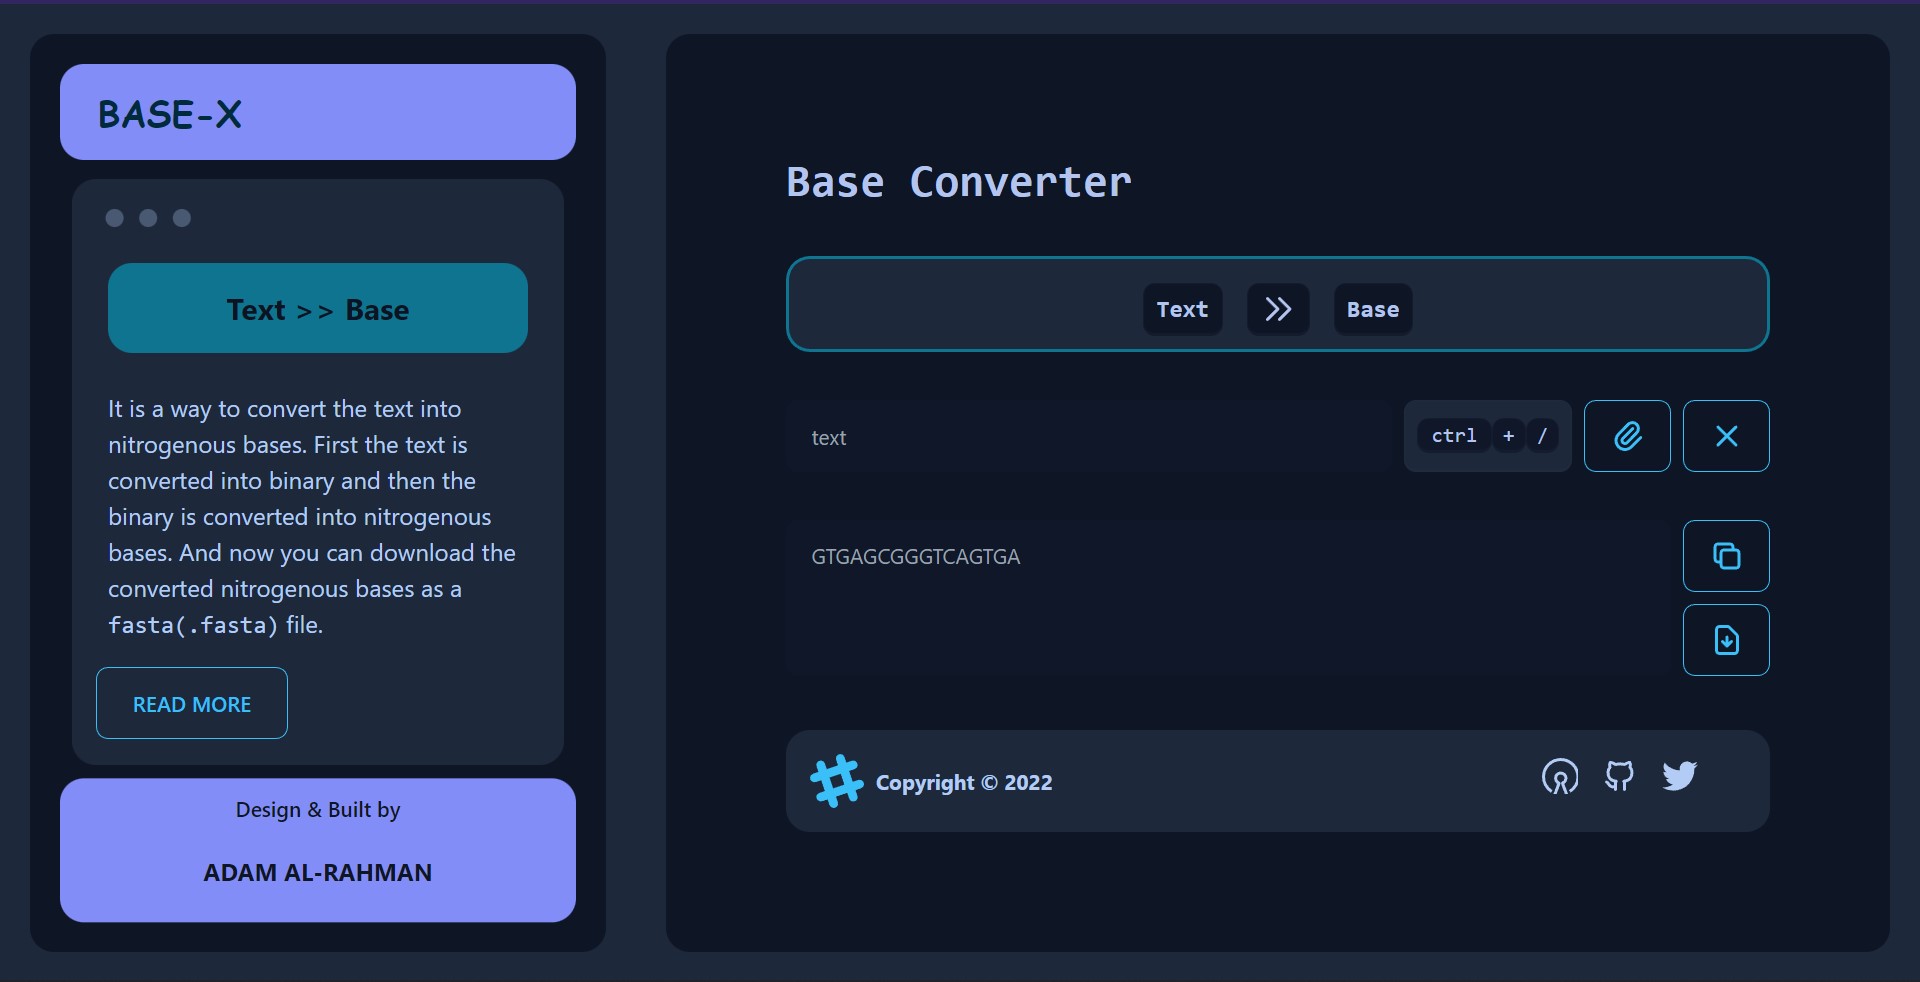 BASE-X
Text >> Base
It is a way to convert the text into
nitrogenous bases. First the text is
converted into binary and then the
binary is converted into nitrogenous
bases. And now you can download the
converted nitrogenous bases as a
fasta(.fasta) file.
READ MORE
Design & Built by
ADAM AL-RAHMAN
Base Converter
Text >> Base
text
ctrl + /
GTGAGCGGGTCAGTGA
Copyright © 2022